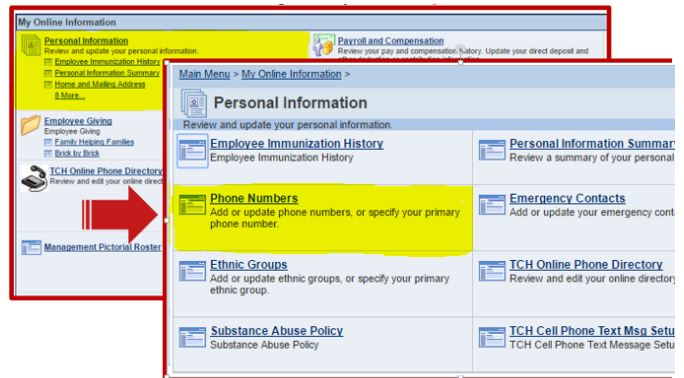 My Online Information
Personal Information
Review and update your personal information.
Employee Immunization History
Personal Information Summary
Home and Mailing Address
8 More...
Payroll and Compensation
Review your pay and compensation history. Update your direct deposit and
Employee Giving
Employee Giving
Family Helping Families
Brick by Brick
TCH Online Phone Directory
Review and edit your online direct
Management Pictorial Roster
Main Menu > My Online Information >
Personal Information
Review and update your personal information.
Employee Immunization History
Employee Immunization History
Personal Information Summar
Review a summary of your personal
Phone Numbers
Add or update phone numbers, or specify your primary
phone number.
Emergency Contacts
Add or update your emergency cont
Ethnic Groups
Add or update ethnic groups, or specify your primary
ethnic group.
TCH Online Phone Directory
Review and edit your online directory
Substance Abuse Policy
Substance Abuse Policy
TCH Cell Phone Text Msg Setu
TCH Cell Phone Text Message Setu